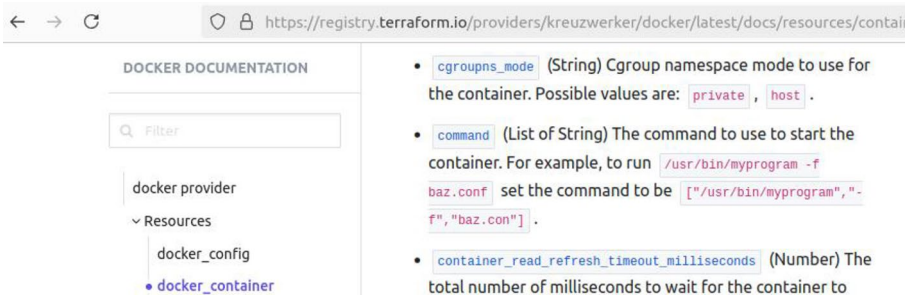 https://registry.terraform.io/providers/kreuzwerker/docker/latest/docs/resources/contai
DOCKER DOCUMENTATION
Filter
docker provider
Resources
docker_config
docker_container
cgroupns_mode (String) Cgroup namespace mode to use for
the container. Possible values are: private , host .
command (List of String) The command to use to start the
container. For example, to run /usr/bin/myprogram -f
baz.conf set the command to be ["/usr/bin/myprogram","-
f","baz.con"] .
container_read_refresh_timeout_milliseconds (Number) The
total number of milliseconds to wait for the container to